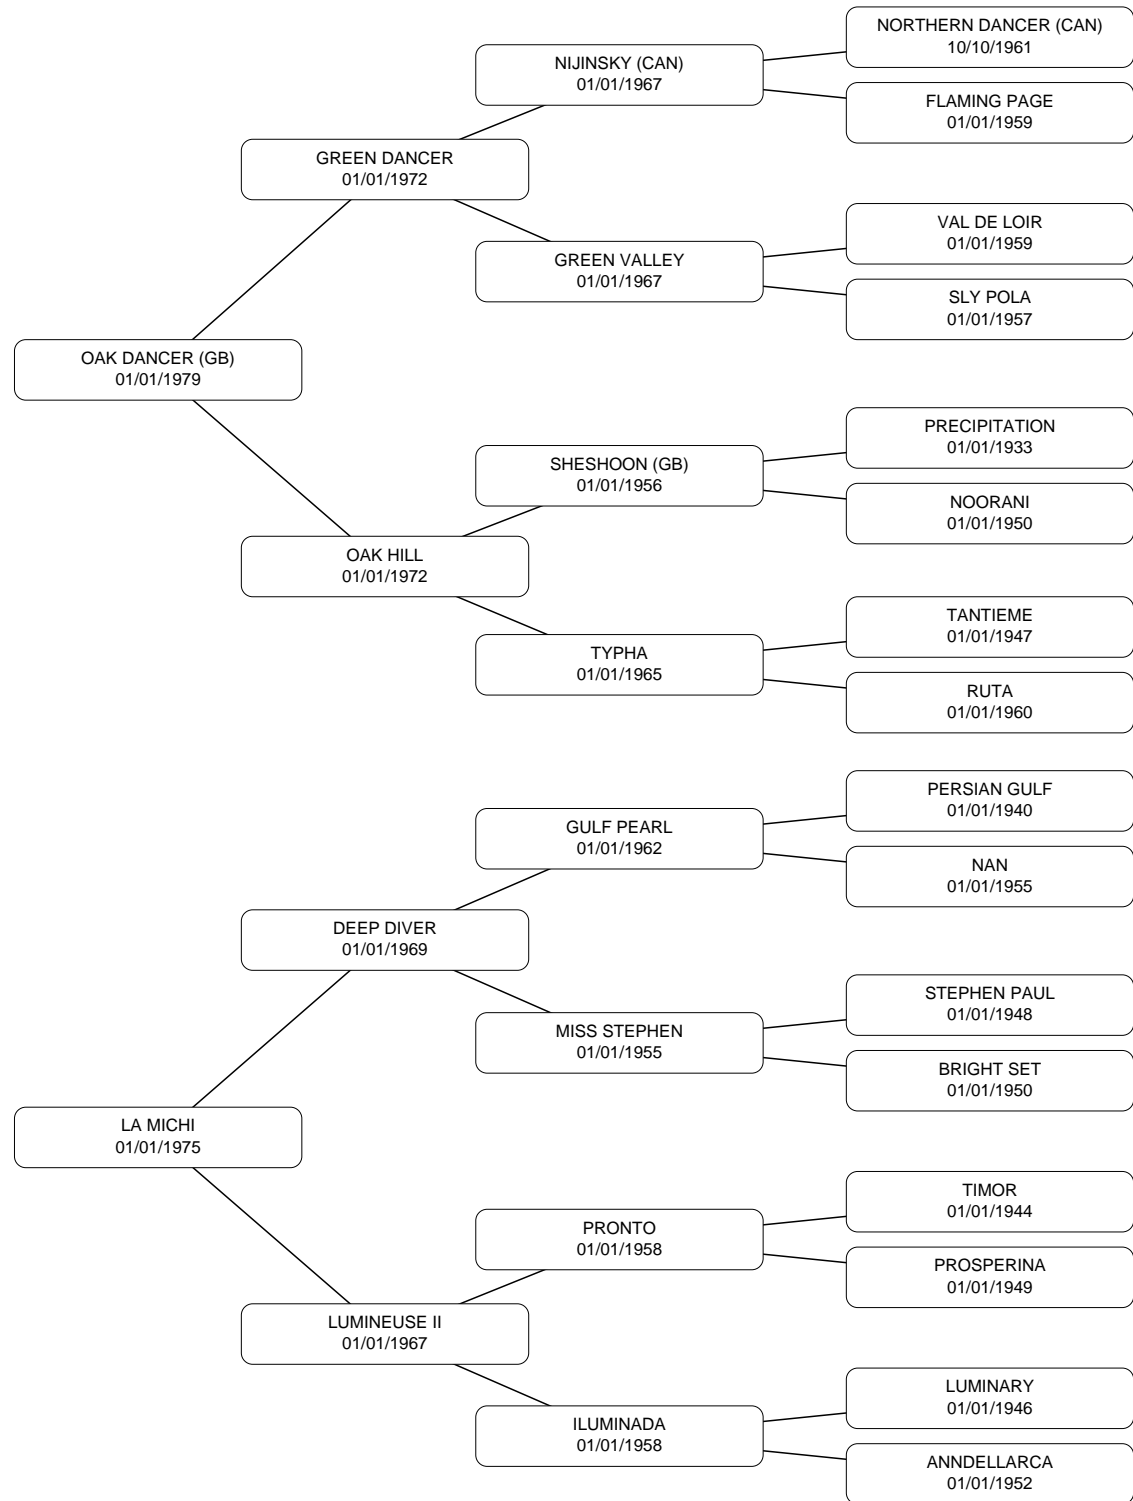 NORTHERN DANCER (CAN)
10/10/1961
NIJINSKY (CAN)
01/01/1967
FLAMING PAGE
01/01/1959
GREEN DANCER
01/01/1972
VAL DE LOIR
01/01/1959
GREEN VALLEY
01/01/1967
SLY POLA
01/01/1957
OAK DANCER (GB)
01/01/1979
PRECIPITATION
01/01/1933
SHESHOON (GB)
01/01/1956
NOORANI
01/01/1950
OAK HILL
01/01/1972
TANTIEME
01/01/1947
TYPHA
01/01/1965
RUTA
01/01/1960
PERSIAN GULF
01/01/1940
GULF PEARL
01/01/1962
NAN
01/01/1955
DEEP DIVER
01/01/1969
STEPHEN PAUL
01/01/1948
MISS STEPHEN
01/01/1955
BRIGHT SET
01/01/1950
LA MICHI
01/01/1975
TIMOR
01/01/1944
PRONTO
01/01/1958
PROSPERINA
01/01/1949
LUMINEUSE II
01/01/1967
LUMINARY
01/01/1946
ILUMINADA
01/01/1958
ANNDELLARCA
01/01/1952